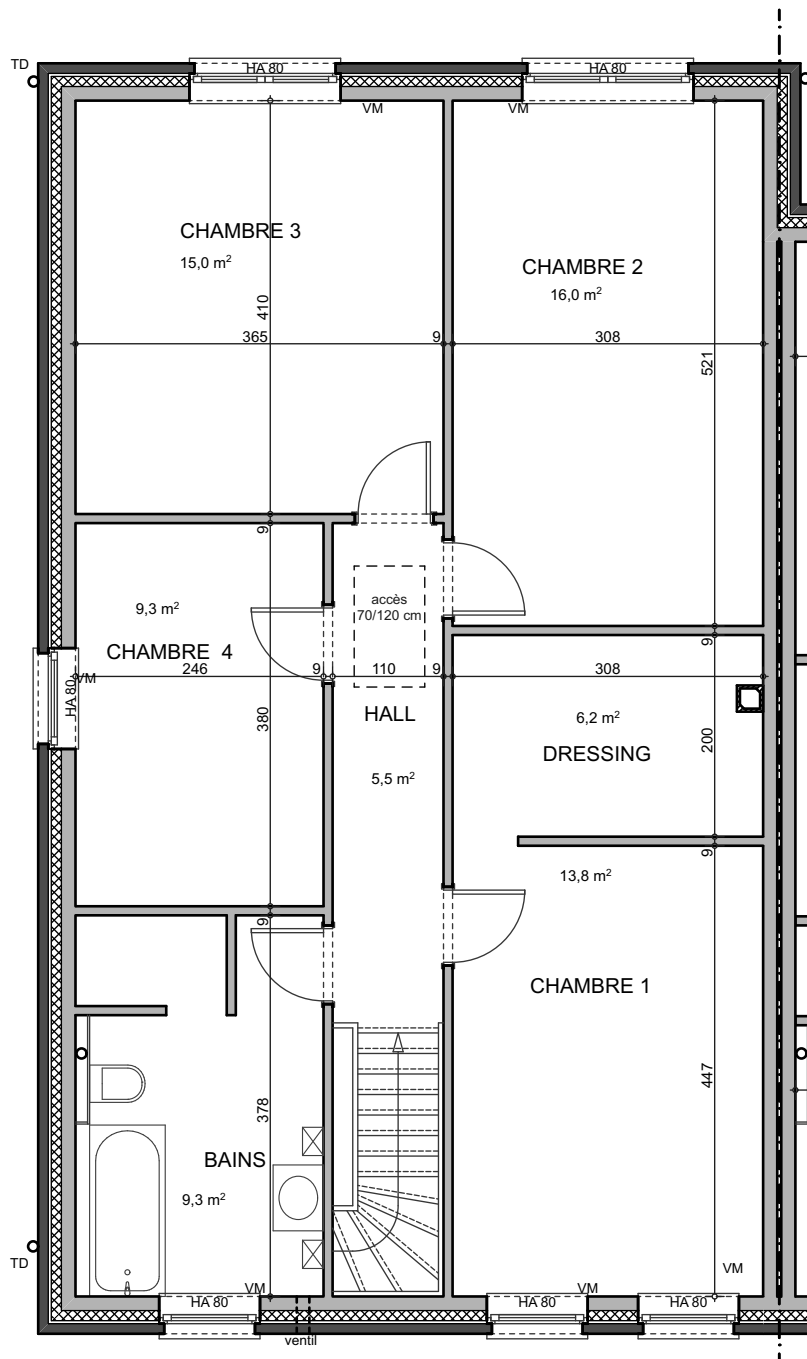 TD
HA 80
HA 80
VM
VM
CHAMBRE 3
15,0 m²
CHAMBRE 2
16,0 m²
410
365
9
308
521
9
9,3 m²
accès
70/120 cm
CHAMBRE 4
246
9
110
9
308
9
VM
HA 80
HALL
6,2 m²
380
200
DRESSING
5,5 m²
9
13,8 m²
9
CHAMBRE 1
447
378
BAINS
9,3 m²
TD
VM
VM
VM
HA 80
HA 80
HA 80
ventil